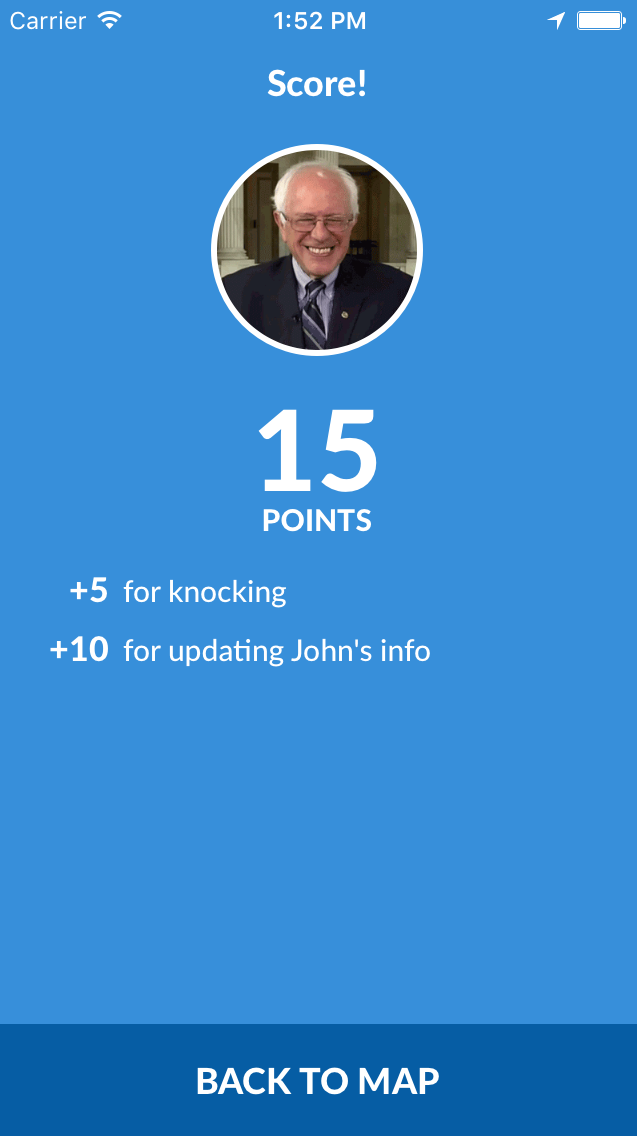 Carrier 1:52 PM
Score!
15
POINTS
+5 for knocking
+10 for updating John's info
BACK TO MAP